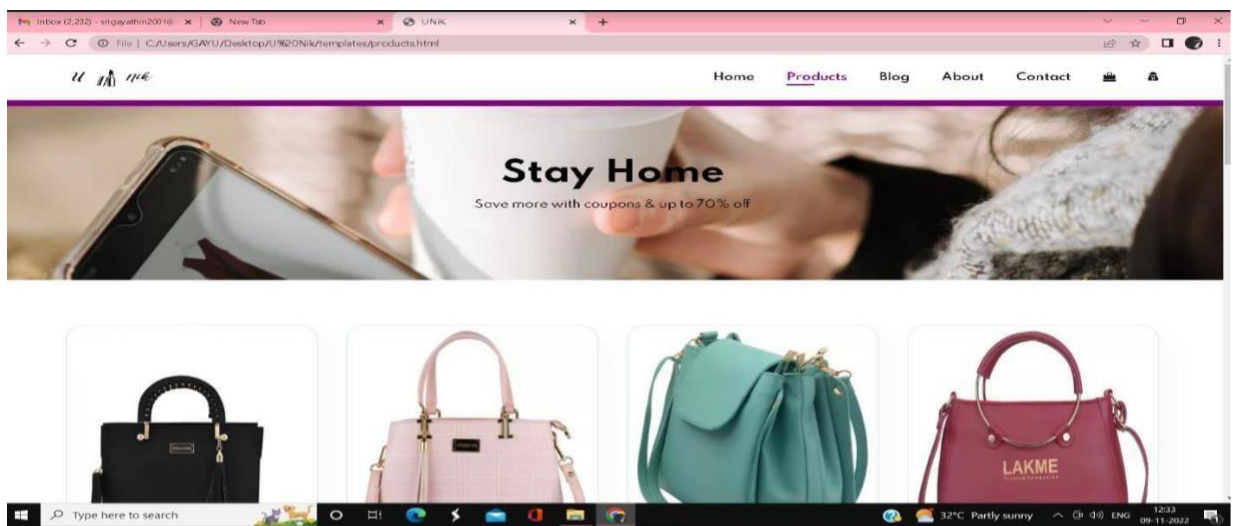 Inbox (2,232) - srigayathiri2001@
New Tab
UNiK
File | C:/Users/GAYU/Desktop/U%20Nik/templates/products.html
U nik
Home Products Blog About Contact
Stay Home
Save more with coupons & up to 70% off
LAKME
Type here to search
32°C Partly sunny
ENG
12:33
09-11-2022